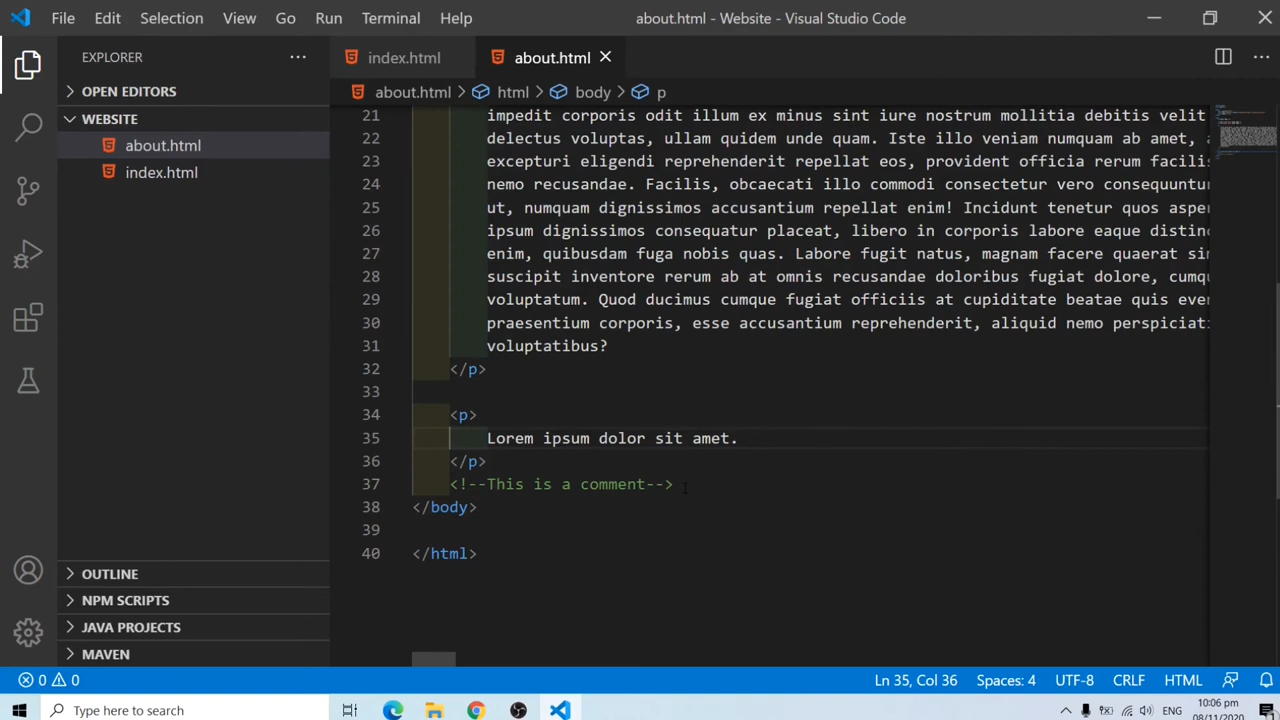 File Edit Selection View Go Run Terminal Help about.html - Website - Visual Studio Code
EXPLORER
OPEN EDITORS
WEBSITE
about.html
index.html
OUTLINE
NPM SCRIPTS
JAVA PROJECTS
MAVEN
index.html about.html
about.html > html > body > p
21 impedit corporis odit illum ex minus sint iure nostrum mollitia debitis velit
22 delectus voluptas, ullam quidem unde quam. Iste illo veniam numquam ab amet,
23 excepturi eligendi reprehenderit repellat eos, provident officia rerum facilis
24 nemo recusandae. Facilis, obcaecati illo commodi consectetur vero consequuntur
25 ut, numquam dignissimos accusantium repellat enim! Incidunt tenetur quos asper
26 ipsum dignissimos consequatur placeat, libero in corporis labore eaque distinc
27 enim, quibusdam fuga nobis quas. Labore fugit natus, magnam facere quaerat sin
28 suscipit inventore rerum ab at omnis recusandae doloribus fugiat dolore, cumqu
29 voluptatum. Quod ducimus cumque fugiat officiis at cupiditate beatae quis even
30 praesentium corporis, esse accusantium reprehenderit, aliquid nemo perspiciati
31 voluptatibus?
32 </p>
33
34 <p>
35 Lorem ipsum dolor sit amet.
36 </p>
37 <!--This is a comment-->
38 </body>
39
40 </html>
0 0 Ln 35, Col 36 Spaces: 4 UTF-8 CRLF HTML
Type here to search ENG 10:06 pm
08/11/2020